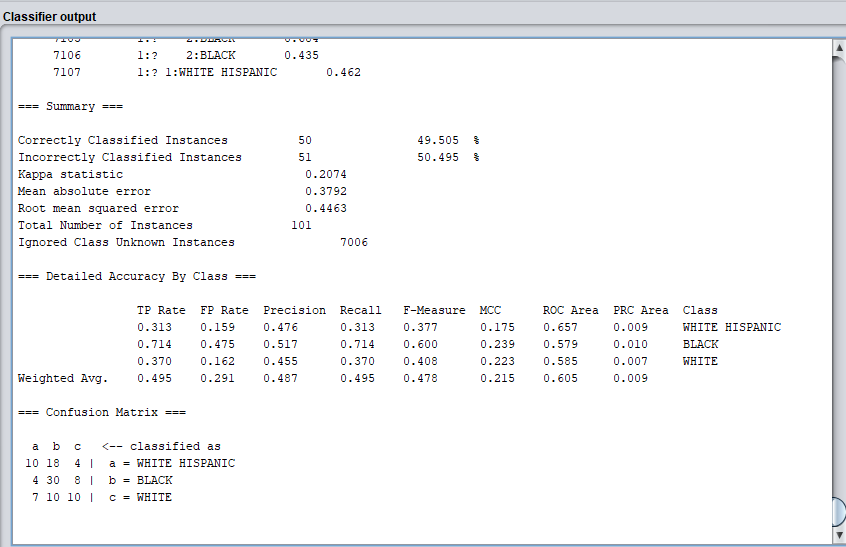 Classifier output
7106 1:? 2:BLACK 0.435
7107 1:? 1:WHITE HISPANIC 0.462
=== Summary ===
Correctly Classified Instances 50 49.505 %
Incorrectly Classified Instances 51 50.495 %
Kappa statistic 0.2074
Mean absolute error 0.3792
Root mean squared error 0.4463
Total Number of Instances 101
Ignored Class Unknown Instances 7006
=== Detailed Accuracy By Class ===
TP Rate FP Rate Precision Recall F-Measure MCC ROC Area PRC Area Class
0.313 0.159 0.476 0.313 0.377 0.175 0.657 0.009 WHITE HISPANIC
0.714 0.475 0.517 0.714 0.600 0.239 0.579 0.010 BLACK
0.370 0.162 0.455 0.370 0.408 0.223 0.585 0.007 WHITE
Weighted Avg. 0.495 0.291 0.487 0.495 0.478 0.215 0.605 0.009
=== Confusion Matrix ===
a b c <-- classified as
10 18 4 | a = WHITE HISPANIC
4 30 8 | b = BLACK
7 10 10 | c = WHITE